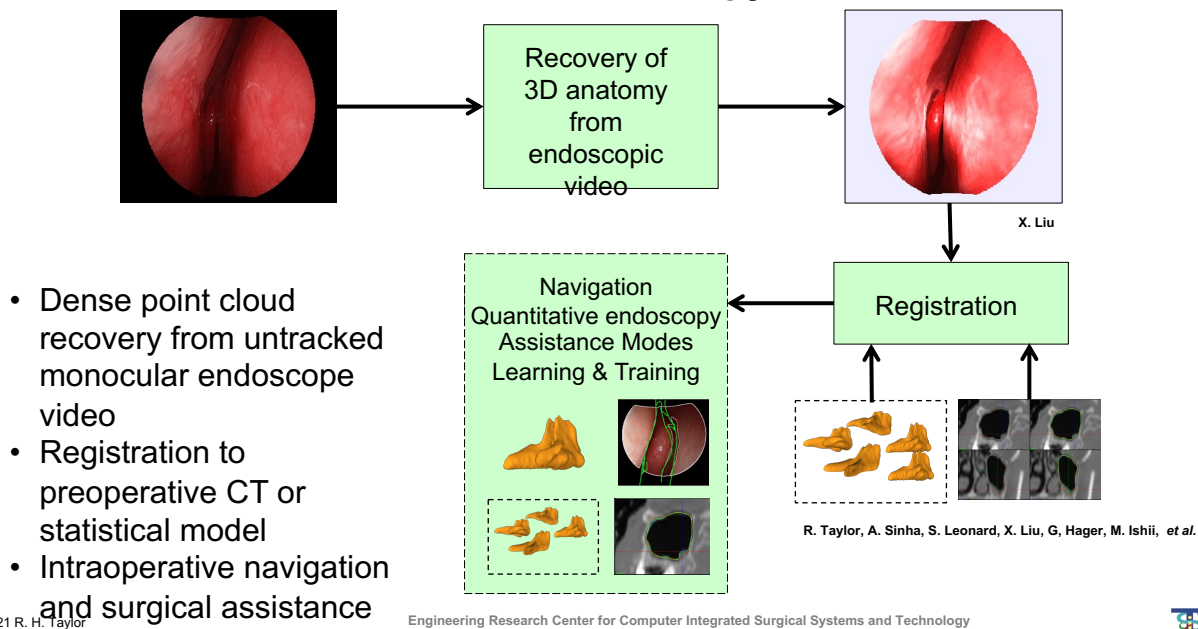 Recovery of
3D anatomy
from
endoscopic
video
X. Liu
Navigation
Quantitative endoscopy
Assistance Modes
Learning & Training
Registration
• Dense point cloud
recovery from untracked
monocular endoscope
video
• Registration to
preoperative CT or
statistical model
• Intraoperative navigation
and surgical assistance
R. Taylor, A. Sinha, S. Leonard, X. Liu, G, Hager, M. Ishii, et al.
21 R. H. Taylor
Engineering Research Center for Computer Integrated Surgical Systems and Technology